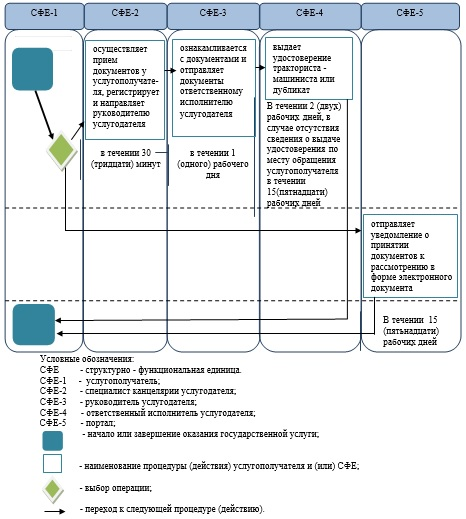 СФЕ-1 СФЕ-2 СФЕ-3 СФЕ-4 СФЕ-5
осуществляет
прием
документов у
услугополучате-
ля, регистрирует
и направляет
руководителю
услугодателя
в течении 30
(тридцати) минут
ознакамливается
с документами и
отправляет
документы
ответственному
исполнителю
услугодателя
в течении 1
(одного) рабочего
дня
выдает
удостоверение
тракториста -
машиниста или
дубликат
В течении 2 (двух)
рабочих дней, в
случае отсутствия
сведения о выдаче
удостоверения по
месту обращения
услугополучателя
в течении
15(пятнадцати)
рабочих дней
отправляет
уведомление о
принятии
документов к
рассмотрению в
форме электронного
документа
В течении 15
(пятьнадцати)
рабочих дней
Условные обозначения:
СФЕ - структурно - функциональная единица.
СФЕ-1 - услугополучатель;
СФЕ-2 - специалист канцелярии услугодателя;
СФЕ-3 - руководитель услугодателя;
СФЕ-4 - ответственный исполнитель услугодателя;
СФЕ-5 - портал;
- начало или завершение оказания государственной услуги;
- наименование процедуры (действия) услугополучателя и (или) СФЕ;
- выбор операции;
- переход к следующей процедуре (действию).